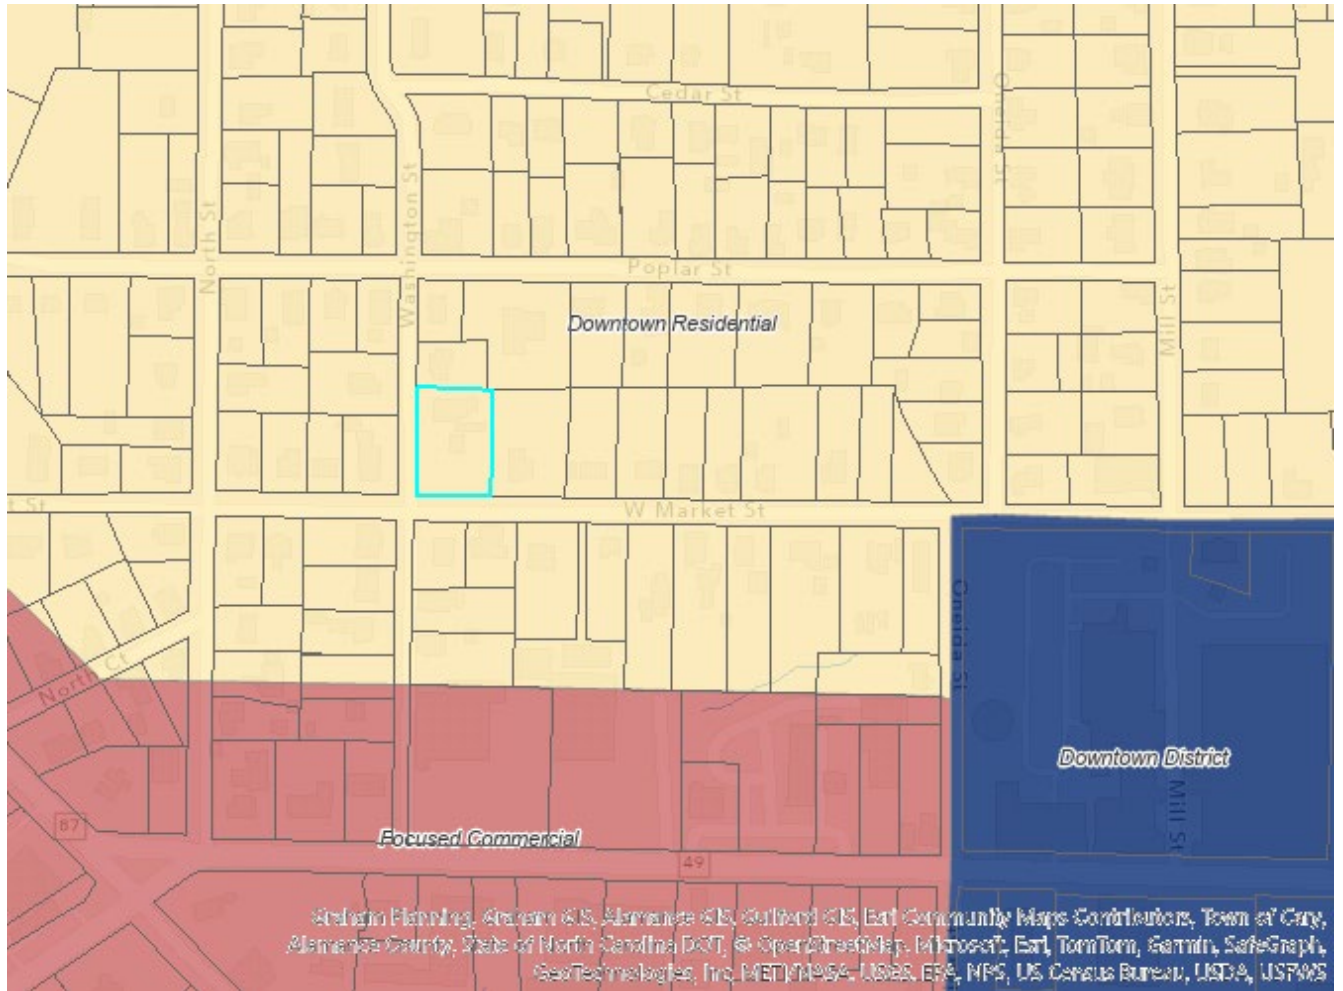 Cedar St
Oneida St
Washington St
North St
Poplar St
Mill St
Downtown Residential
t St
W Market St
Oneida St
North Ct
Downtown District
Mill St
87
Focused Commercial
49
Graham Planning, Graham GIS, Alamance GIS, Guilford GIS, Esri Community Maps Contributors, Town of Cary,
Alamance County, State of North Carolina DOT, © OpenStreetMap, Microsoft, Esri, TomTom, Garmin, SafeGraph,
GeoTechnologies, Inc, METI/NASA, USGS, EPA, NPS, US Census Bureau, USDA, USFWS